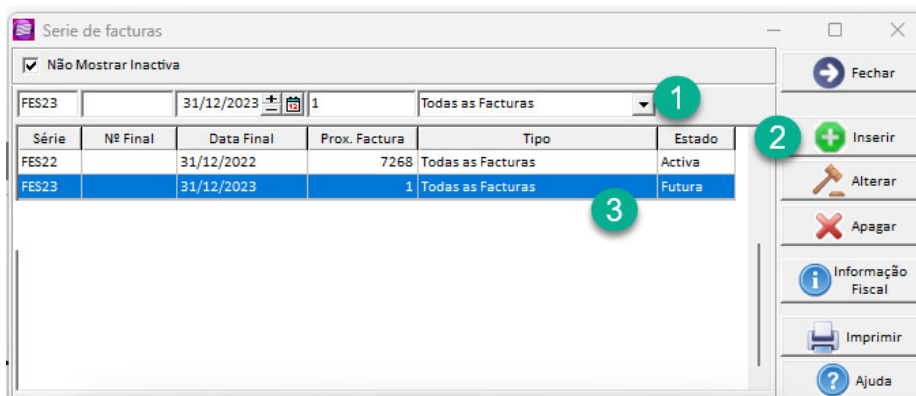 Serie de facturas
Não Mostrar Inactiva
FES23 31/12/2023 12 1 Todas as Facturas 1
Série Nº Final Data Final Prox. Factura Tipo Estado
FES22 31/12/2022 7268 Todas as Facturas Activa
FES23 31/12/2023 1 Todas as Facturas Futura
3
Fechar
2 Inserir
Alterar
Apagar
Informação
Fiscal
Imprimir
Ajuda